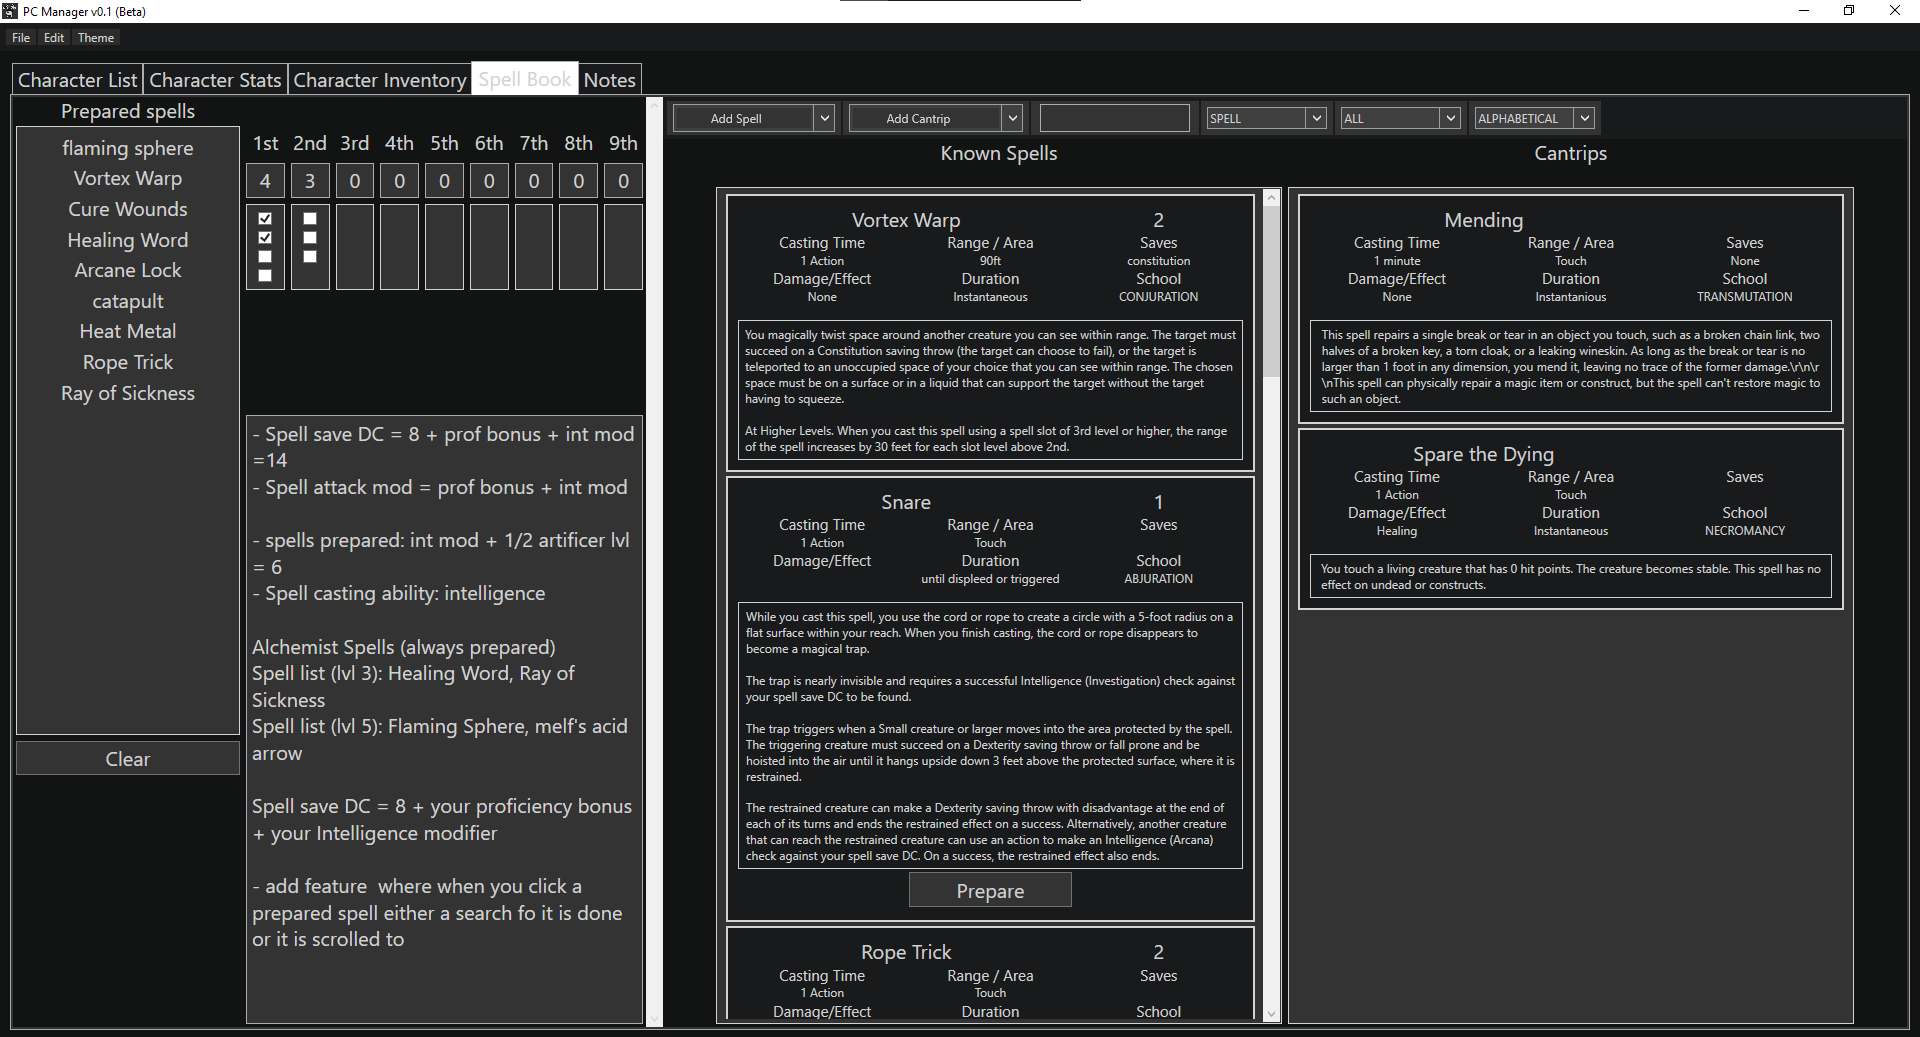 PC Manager v0.1 (Beta)
File Edit Theme
Character List Character Stats Character Inventory Spell Book Notes
Prepared spells
flaming sphere
Vortex Warp
Cure Wounds
Healing Word
Arcane Lock
catapult
Heat Metal
Rope Trick
Ray of Sickness
Clear
1st 2nd 3rd 4th 5th 6th 7th 8th 9th
4 3 0 0 0 0 0 0 0
- Spell save DC = 8 + prof bonus + int mod
=14
- Spell attack mod = prof bonus + int mod
- spells prepared: int mod + 1/2 artificer lvl
= 6
- Spell casting ability: intelligence
Alchemist Spells (always prepared)
Spell list (lvl 3): Healing Word, Ray of
Sickness
Spell list (lvl 5): Flaming Sphere, melf's acid
arrow
Spell save DC = 8 + your proficiency bonus
+ your Intelligence modifier
- add feature  where when you click a
prepared spell either a search fo it is done
or it is scrolled to
Add Spell Add Cantrip SPELL ALL ALPHABETICAL
Known Spells
Vortex Warp 2
Casting Time Range / Area Saves
1 Action 90ft constitution
Damage/Effect Duration School
None Instantaneous CONJURATION
You magically twist space around another creature you can see within range. The target must
succeed on a Constitution saving throw (the target can choose to fail), or the target is
teleported to an unoccupied space of your choice that you can see within range. The chosen
space must be on a surface or in a liquid that can support the target without the target
having to squeeze.
At Higher Levels. When you cast this spell using a spell slot of 3rd level or higher, the range
of the spell increases by 30 feet for each slot level above 2nd.
Snare 1
Casting Time Range / Area Saves
1 Action Touch
Damage/Effect Duration School
until displeed or triggered ABJURATION
While you cast this spell, you use the cord or rope to create a circle with a 5-foot radius on a
flat surface within your reach. When you finish casting, the cord or rope disappears to
become a magical trap.
The trap is nearly invisible and requires a successful Intelligence (Investigation) check against
your spell save DC to be found.
The trap triggers when a Small creature or larger moves into the area protected by the spell.
The triggering creature must succeed on a Dexterity saving throw or fall prone and be
hoisted into the air until it hangs upside down 3 feet above the protected surface, where it is
restrained.
The restrained creature can make a Dexterity saving throw with disadvantage at the end of
each of its turns and ends the restrained effect on a success. Alternatively, another creature
that can reach the restrained creature can use an action to make an Intelligence (Arcana)
check against your spell save DC. On a success, the restrained effect also ends.
Prepare
Rope Trick 2
Casting Time Range / Area Saves
1 Action Touch
Damage/Effect Duration School
Cantrips
Mending
Casting Time Range / Area Saves
1 minute Touch None
Damage/Effect Duration School
None Instantanious TRANSMUTATION
This spell repairs a single break or tear in an object you touch, such as a broken chain link, two
halves of a broken key, a torn cloak, or a leaking wineskin. As long as the break or tear is no
larger than 1 foot in any dimension, you mend it, leaving no trace of the former damage.\r\n\r
\nThis spell can physically repair a magic item or construct, but the spell can't restore magic to
such an object.
Spare the Dying
Casting Time Range / Area Saves
1 Action Touch
Damage/Effect Duration School
Healing Instantaneous NECROMANCY
You touch a living creature that has 0 hit points. The creature becomes stable. This spell has no
effect on undead or constructs.